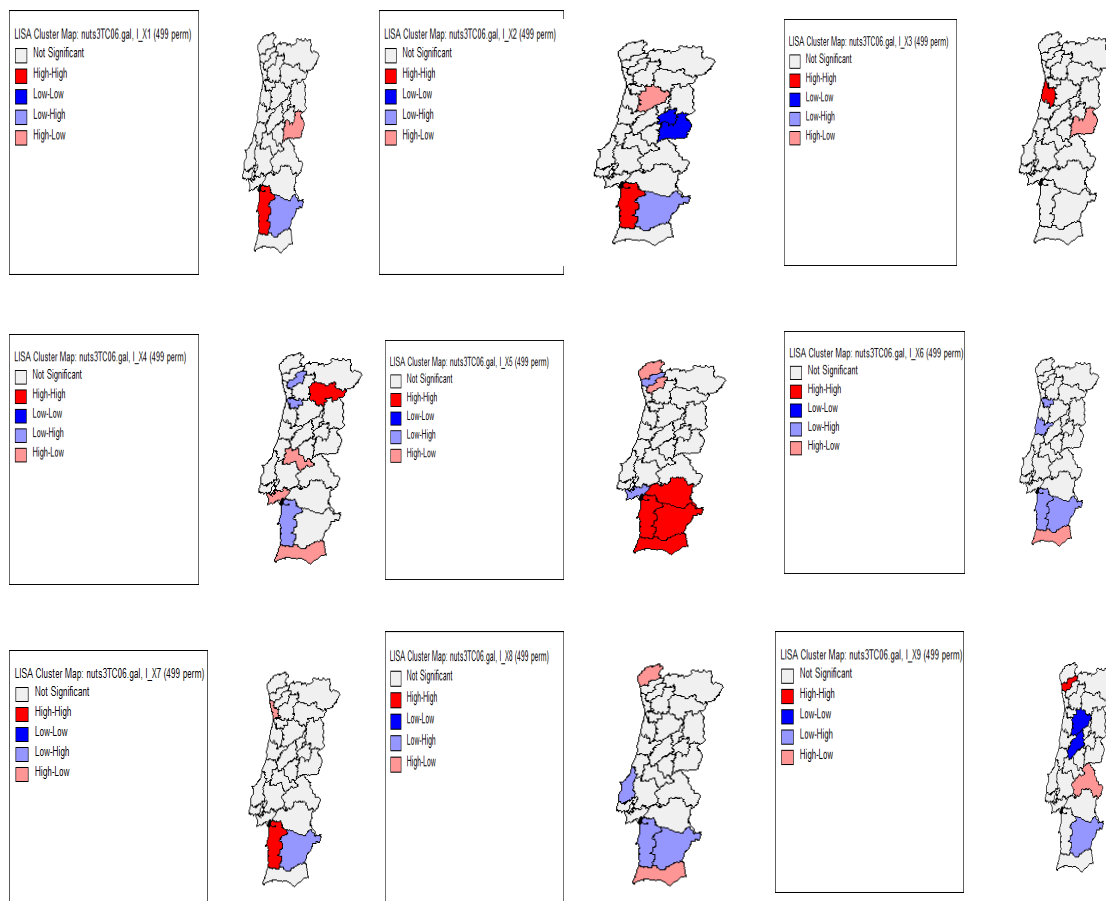 LISA Cluster Map: nuts3TC06.gal, I_X1 (499 perm)
Not Significant
High-High
Low-Low
Low-High
High-Low
LISA Cluster Map: nuts3TC06.gal, I_X2 (499 perm)
Not Significant
High-High
Low-Low
Low-High
High-Low
LISA Cluster Map: nuts3TC06.gal, I_X3 (499 perm)
Not Significant
High-High
Low-Low
Low-High
High-Low
LISA Cluster Map: nuts3TC06.gal, I_X4 (499 perm)
Not Significant
High-High
Low-Low
Low-High
High-Low
LISA Cluster Map: nuts3TC06.gal, I_X5 (499 perm)
Not Significant
High-High
Low-Low
Low-High
High-Low
LISA Cluster Map: nuts3TC06.gal, I_X6 (499 perm)
Not Significant
High-High
Low-Low
Low-High
High-Low
LISA Cluster Map: nuts3TC06.gal, I_X7 (499 perm)
Not Significant
High-High
Low-Low
Low-High
High-Low
LISA Cluster Map: nuts3TC06.gal, I_X8 (499 perm)
Not Significant
High-High
Low-Low
Low-High
High-Low
LISA Cluster Map: nuts3TC06.gal, I_X9 (499 perm)
Not Significant
High-High
Low-Low
Low-High
High-Low